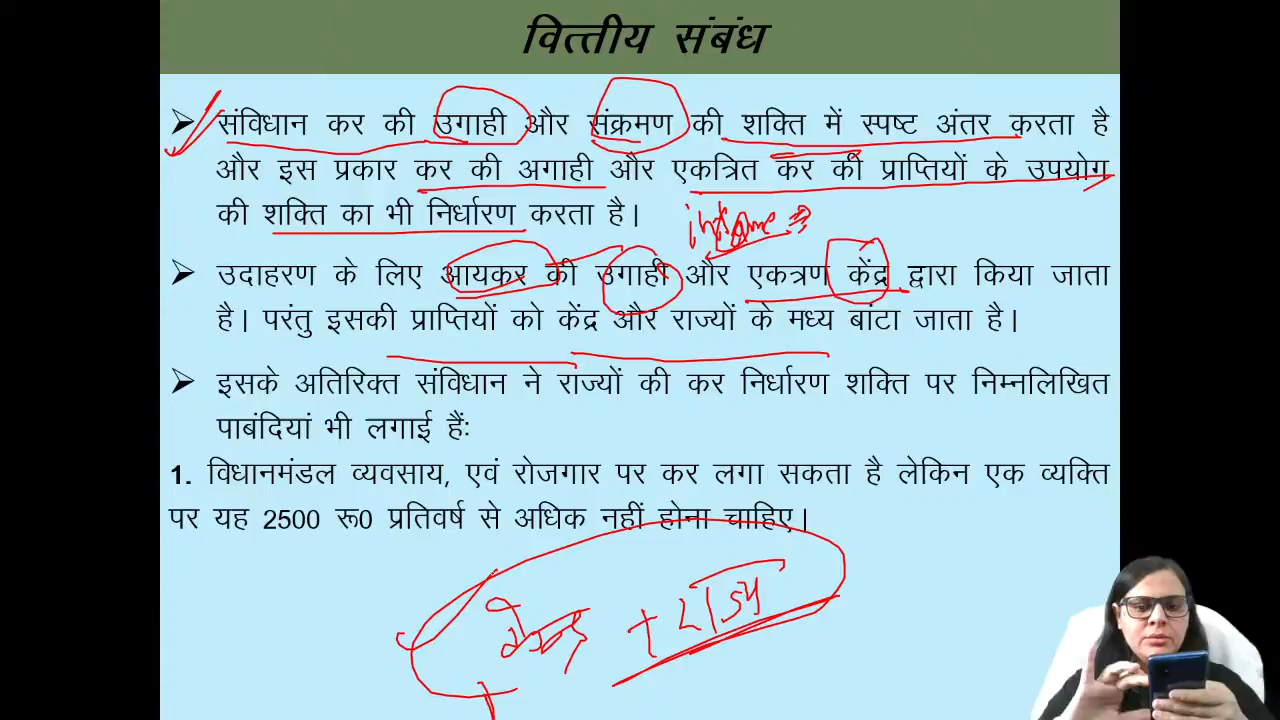 वित्तीय संबंध
➢ संविधान कर की उगाही और संक्रमण की शक्ति में स्पष्ट अंतर करता है
और इस प्रकार कर की अगाही और एकत्रित कर की प्राप्तियों के उपयोग
की शक्ति का भी निर्धारण करता है।
➢ उदाहरण के लिए आयकर की उगाही और एकत्रण केंद्र द्वारा किया जाता
है। परंतु इसकी प्राप्तियों को केंद्र और राज्यों के मध्य बांटा जाता है।
➢ इसके अतिरिक्त संविधान ने राज्यों की कर निर्धारण शक्ति पर निम्नलिखित
पाबंदियां भी लगाई हैंः
1. विधानमंडल व्यवसाय, एवं रोजगार पर कर लगा सकता है लेकिन एक व्यक्ति
पर यह 2500 रू0 प्रतिवर्ष से अधिक नहीं होना चाहिए।
+ राज्य